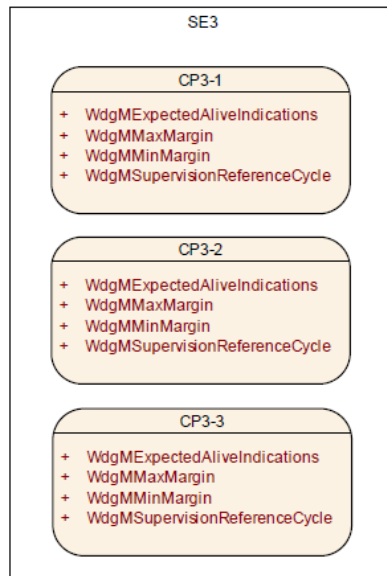 SE3
CP3-1
+ WdgMExpectedAliveIndications
+ WdgMMaxMargin
+ WdgMMinMargin
+ WdgMSupervisionReferenceCycle
CP3-2
+ WdgMExpectedAliveIndications
+ WdgMMaxMargin
+ WdgMMinMargin
+ WdgMSupervisionReferenceCycle
CP3-3
+ WdgMExpectedAliveIndications
+ WdgMMaxMargin
+ WdgMMinMargin
+ WdgMSupervisionReferenceCycle